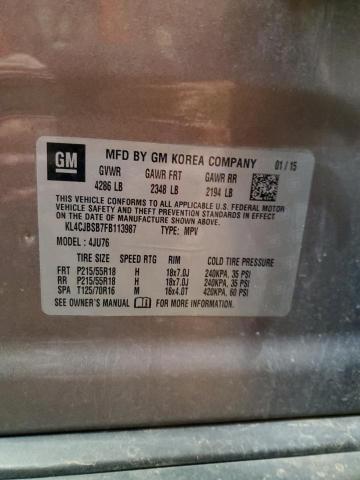 GM
MFD BY GM KOREA COMPANY 01/15
GVWR GAWR FRT GAWR RR
4286 LB 2348 LB 2194 LB
THIS VEHICLE CONFORMS TO ALL APPLICABLE U.S. FEDERAL MOTOR
VEHICLE SAFETY, BUMPER, AND THEFT PREVENTION STANDARDS
IN EFFECT ON THE DATE OF MANUFACTURE SHOWN ABOVE.
KL4CJBSB7FB113987 TYPE: MPV
MODEL: 4JU76
TIRE SIZE SPEED RTG RIM COLD TIRE PRESSURE
FRT P215/55R18 H 18x7.0J 240KPA, 35 PSI
RR P215/55R18 H 18x7.0J 240KPA, 35 PSI
SPA T125/70R16 M 16x4.0T 420KPA, 60 PSI
SEE OWNER'S MANUAL FOR MORE INFORMATION.